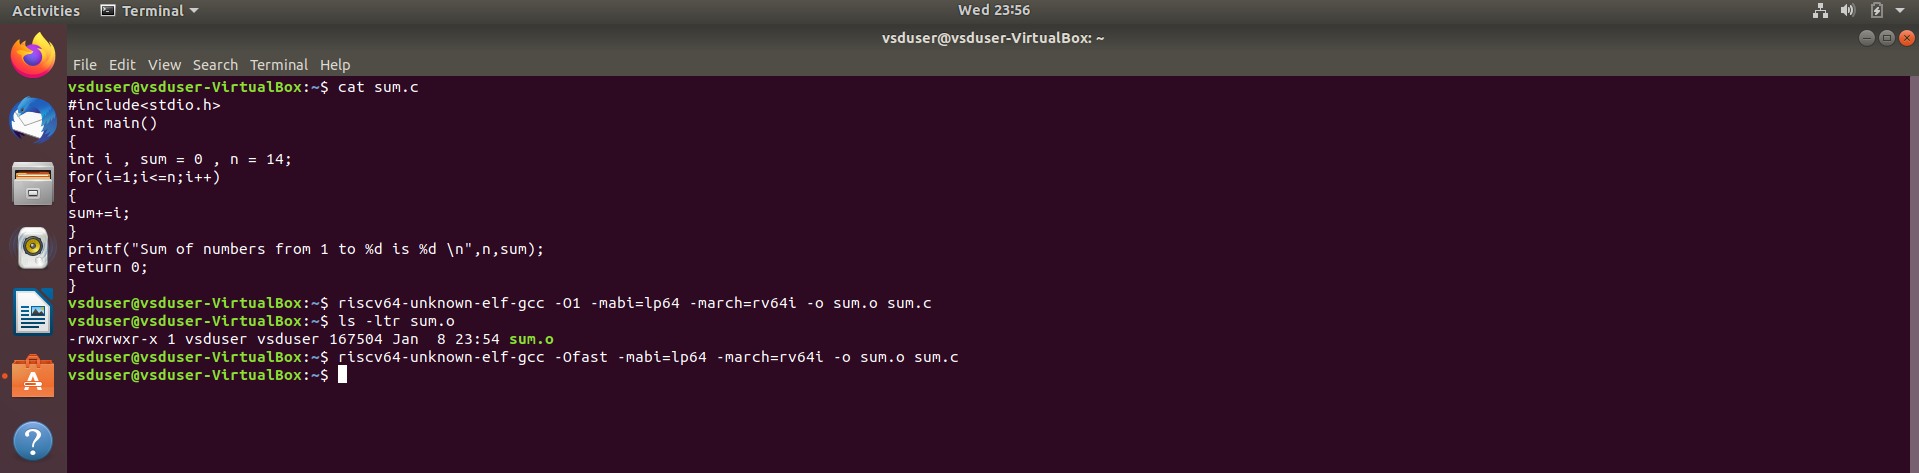 Activities Terminal Wed 23:56
vsduser@vsduser-VirtualBox: ~
File Edit View Search Terminal Help
vsduser@vsduser-VirtualBox:~$ cat sum.c
#include<stdio.h>
int main()
{
int i , sum = 0 , n = 14;
for(i=1;i<=n;i++)
{
sum+=i;
}
printf("Sum of numbers from 1 to %d is %d \n",n,sum);
return 0;
}
vsduser@vsduser-VirtualBox:~$ riscv64-unknown-elf-gcc -O1 -mabi=lp64 -march=rv64i -o sum.o sum.c
vsduser@vsduser-VirtualBox:~$ ls -ltr sum.o
-rwxrwxr-x 1 vsduser vsduser 167504 Jan  8 23:54 sum.o
vsduser@vsduser-VirtualBox:~$ riscv64-unknown-elf-gcc -Ofast -mabi=lp64 -march=rv64i -o sum.o sum.c
vsduser@vsduser-VirtualBox:~$